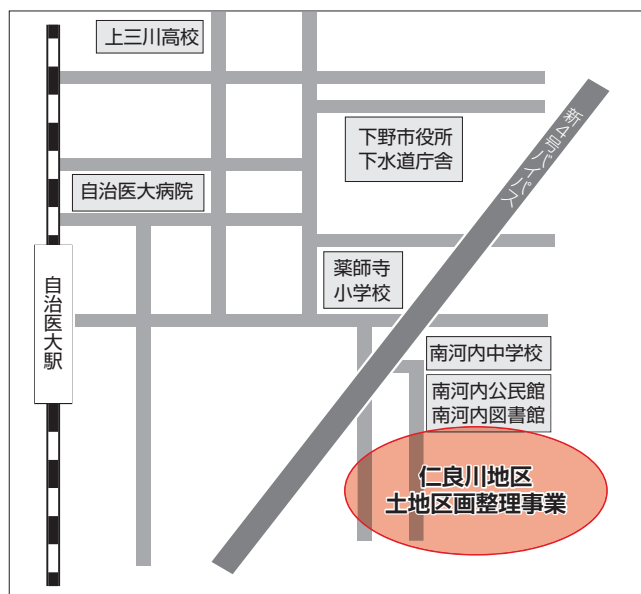 上三川高校
下野市役所
下水道庁舎
新4号バイパス
自治医大病院
薬師寺
小学校
自治医大駅
南河内中学校
南河内公民館
南河内図書館
仁良川地区
土地区画整理事業